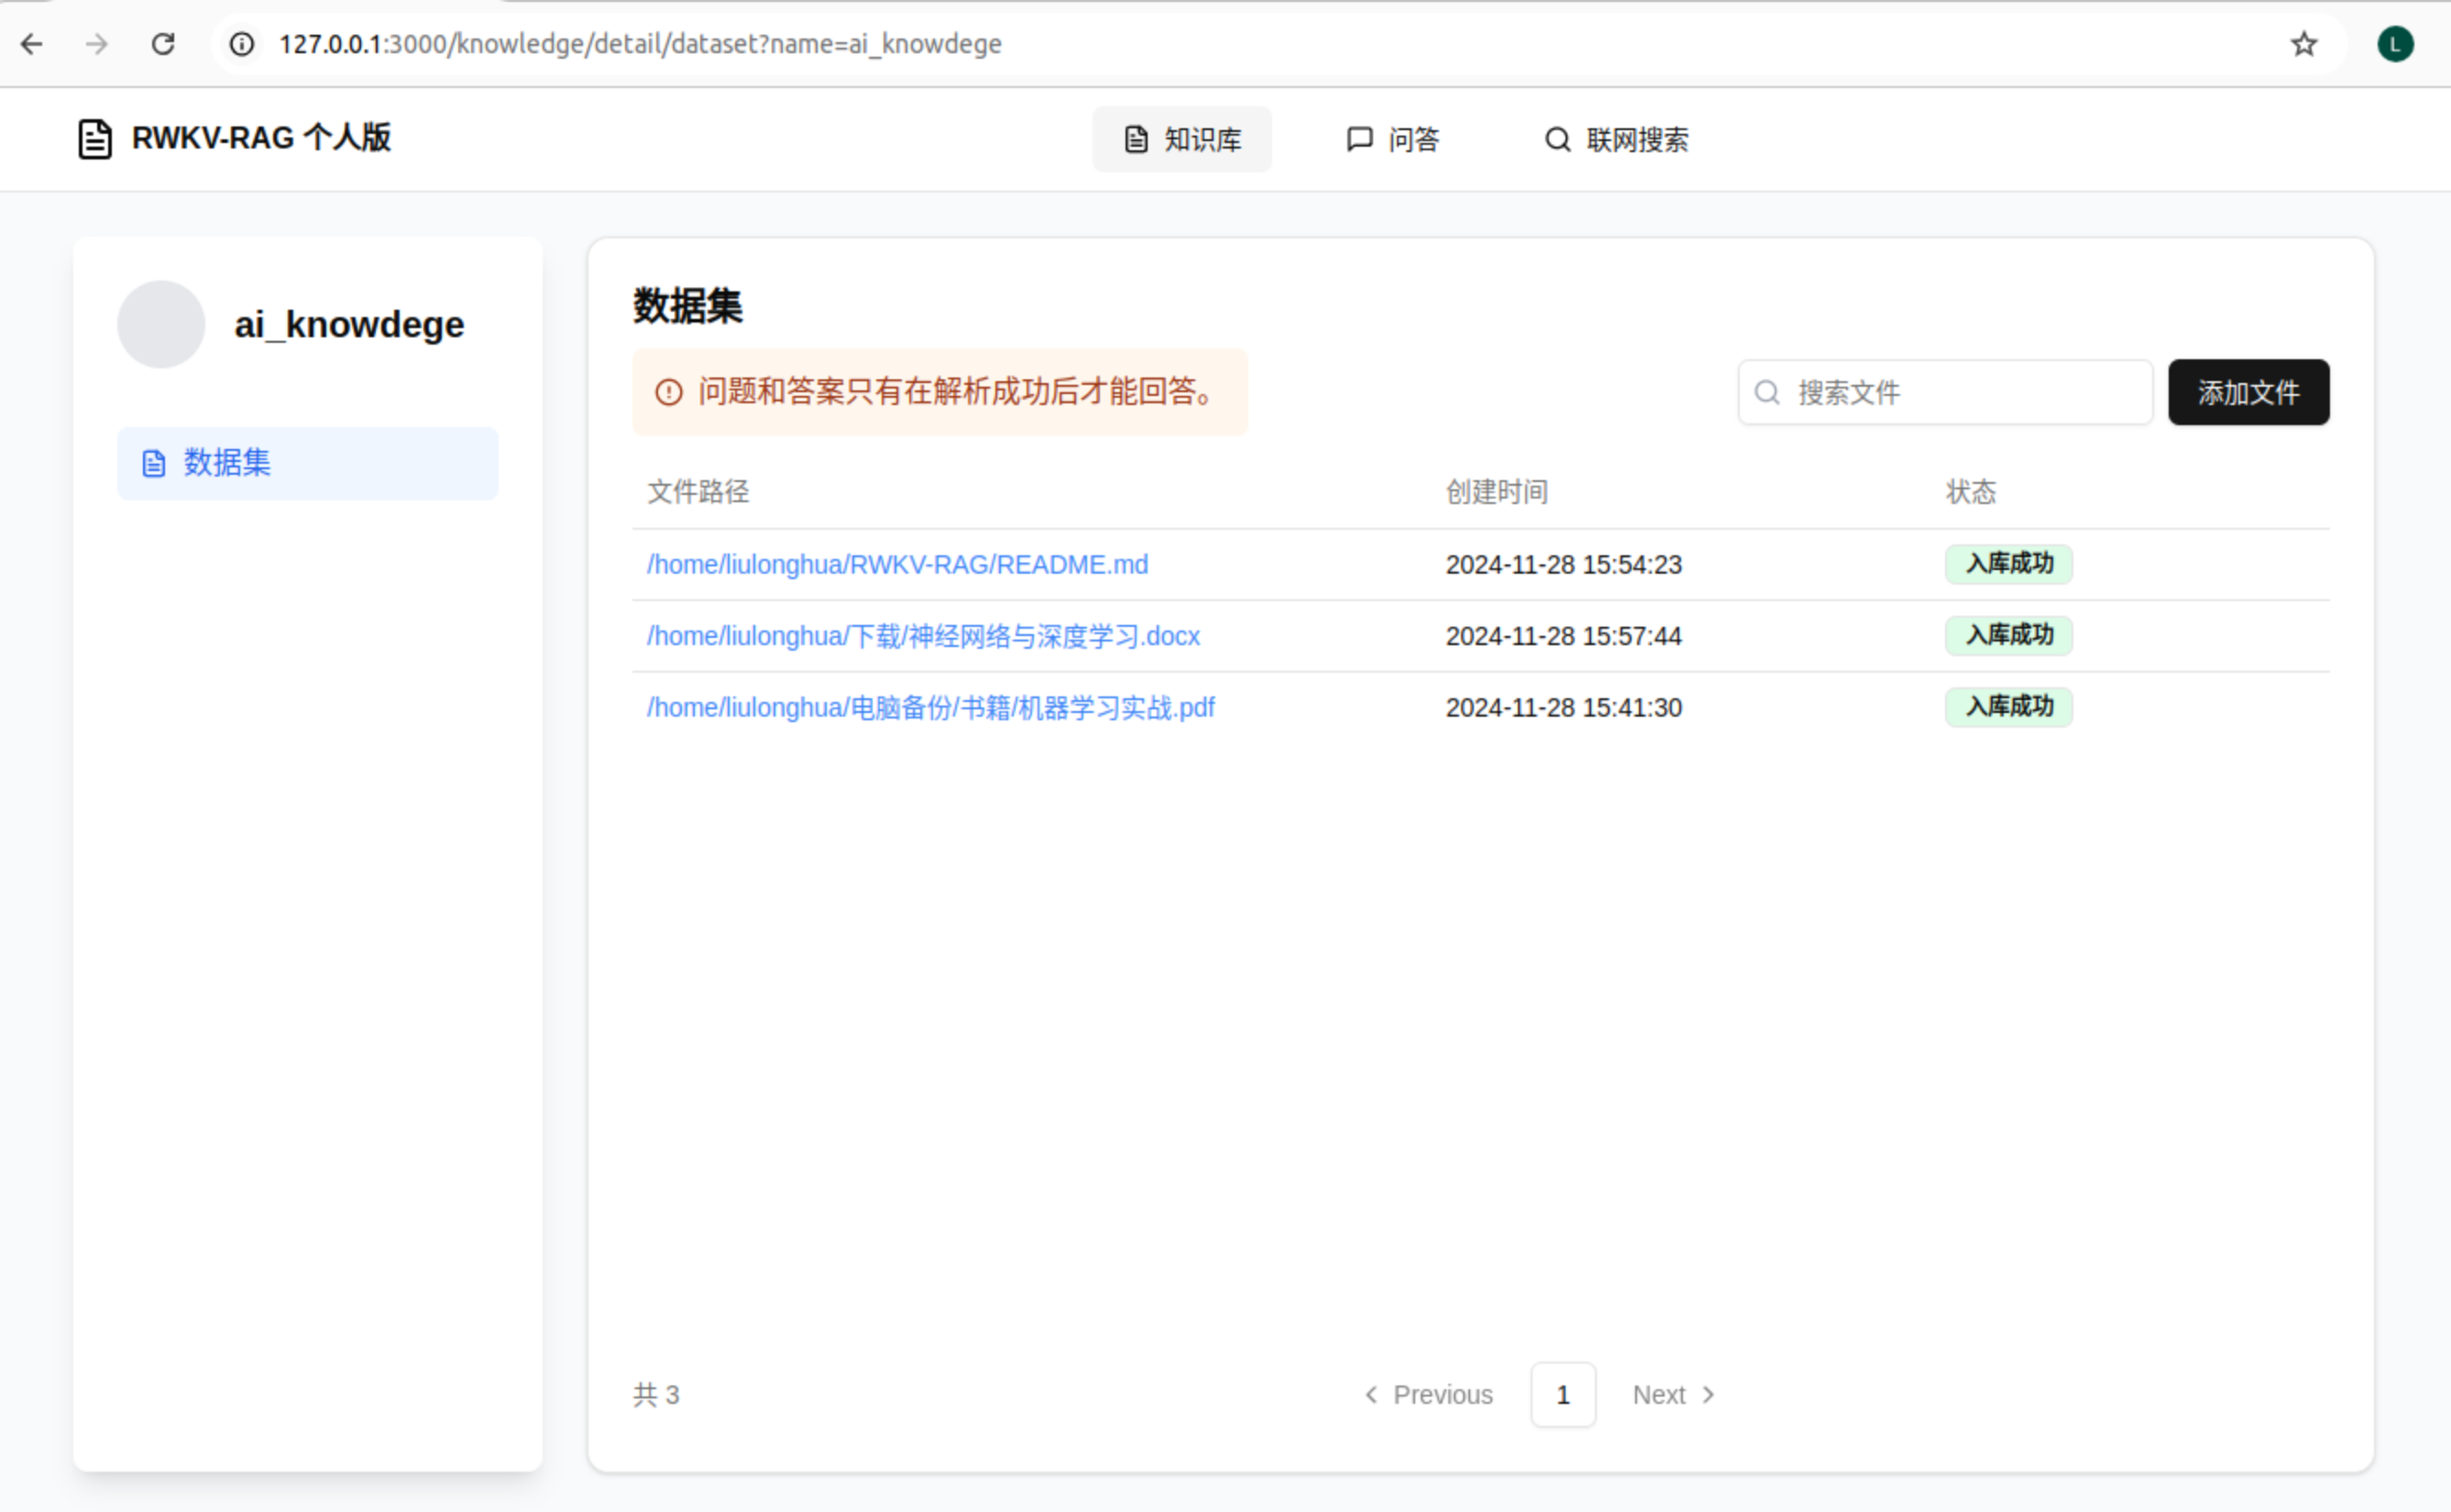 127.0.0.1:3000/knowledge/detail/dataset?name=ai_knowdege
L
RWKV-RAG 个人版
知识库
问答
联网搜索
ai_knowdege
数据集
数据集
问题和答案只有在解析成功后才能回答。
搜索文件
添加文件
文件路径 创建时间 状态
/home/liulonghua/RWKV-RAG/README.md 2024-11-28 15:54:23 入库成功
/home/liulonghua/下载/神经网络与深度学习.docx 2024-11-28 15:57:44 入库成功
/home/liulonghua/电脑备份/书籍/机器学习实战.pdf 2024-11-28 15:41:30 入库成功
共 3
Previous 1 Next